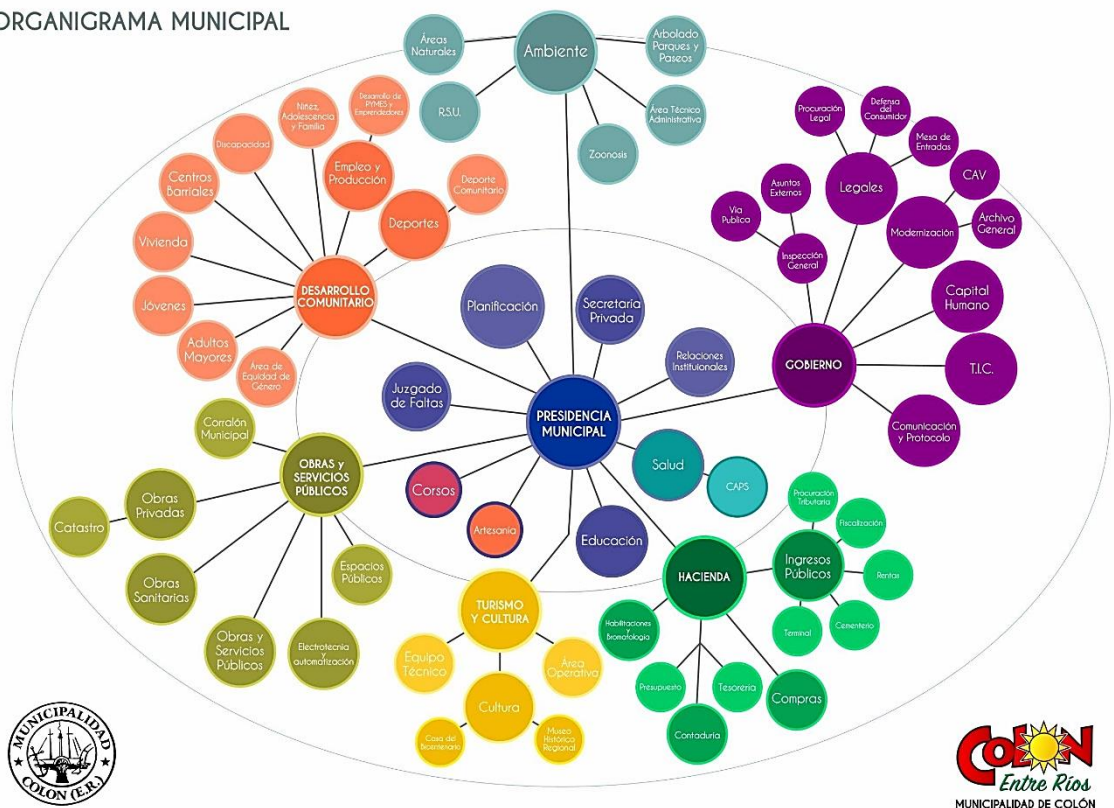 ORGANIGRAMA MUNICIPAL
Áreas
Naturales
Ambiente
Arbolado
Parques y
Paseos
R.S.U.
Área Técnico
Administrativa
Zoonósis
Desarrollo de
PYMES y
Emprendedores
Niñéz,
Adolescencia
y Familia
Discapacidad
Empleo y
Producción
Deporte
Comunitario
Centros
Barriales
Deportes
Vivienda
DESARROLLO
COMUNITARIO
Jóvenes
Adultos
Mayores
Área de
Equidad de
Género
Procuración
Legal
Defensa
del
Consumidor
Mesa de
Entradas
Legales
CAV
Asuntos
Externos
Vía
Publica
Modernización
Archivo
General
Inspección
General
Capital
Humano
GOBIERNO
T.I.C.
Comunicación
y Protocolo
Planificación
Secretaría
Privada
Relaciones
Instituionales
Juzgado
de Faltas
PRESIDENCIA
MUNICIPAL
Salud
CAPS
Corsos
Artesanía
Educación
Corralón
Municipal
OBRAS y
SERVICIOS
PÚBLICOS
Obras
Privadas
Catastro
Espacios
Públicos
Obras
Sanitarias
Obras y
Servicios
Públicos
Electrotecnia
y
automatización
TURISMO
Y CULTURA
Equipo
Técnico
Área
Operativa
Cultura
Casa del
Bicentenario
Museo
Histórico
Regional
HACIENDA
Procuración
Tributaria
Fiscalización
Ingresos
Públicos
Rentas
Cementerio
Terminal
Habilitaciones
y
Bromatología
Presupuesto
Tesorería
Compras
Contaduría
MUNICIPALIDAD
COLON (E.R.)
COLÓN
Entre Ríos
MUNICIPALIDAD DE COLÓN